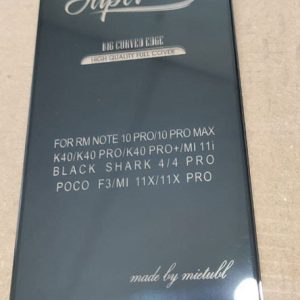 Super
BIG CURVED EDGE
HIGH QUALITY FULL COVER
FOR RM NOTE 10 PRO/10 PRO MAX
K40/K40 PRO/K40 PRO+/MI 11i
BLACK SHARK 4/4 PRO
POCO F3/MI 11X/11X PRO
made by mietubl